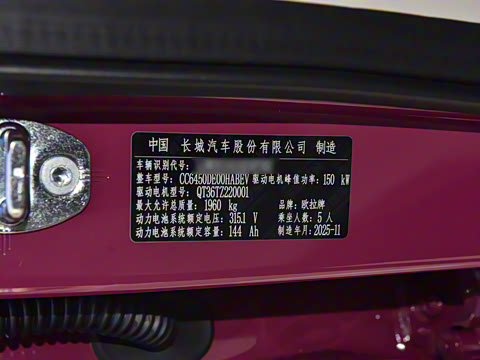 中国 长城汽车股份有限公司 制造
车辆识别代号:
整车型号: CC6450DE00HABEV 驱动电机峰值功率: 150 kW
驱动电机型号: QT36TZ220001
最大允许总质量: 1960 kg 品牌: 欧拉牌
动力电池系统额定电压: 315.1 V 乘坐人数: 5 人
动力电池系统额定容量: 144 Ah 制造年月: 2025-11